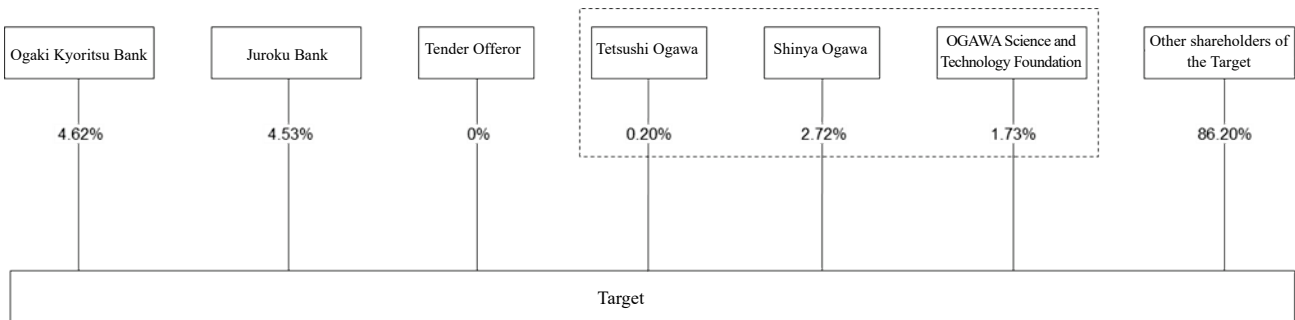 Ogaki Kyoritsu Bank
Juroku Bank
Tender Offeror
Tetsushi Ogawa
Shinya Ogawa
OGAWA Science and
Technology Foundation
Other shareholders of
the Target
4.62%
4.53%
0%
0.20%
2.72%
1.73%
86.20%
Target